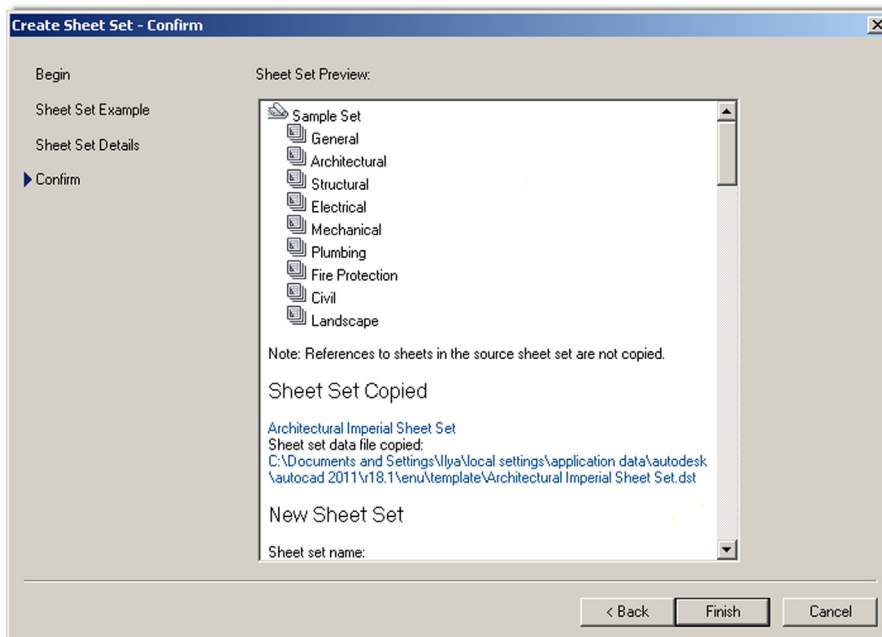 Create Sheet Set - Confirm
Begin
Sheet Set Example
Sheet Set Details
Confirm
Sheet Set Preview:
Sample Set
General
Architectural
Structural
Electrical
Mechanical
Plumbing
Fire Protection
Civil
Landscape
Note: References to sheets in the source sheet set are not copied.
Sheet Set Copied
Architectural Imperial Sheet Set
Sheet set data file copied:
C:\Documents and Settings\Ilya\local settings\application data\autodesk
\autocad 2011\r18.1\enu\template\Architectural Imperial Sheet Set.dst
New Sheet Set
Sheet set name:
< Back
Finish
Cancel